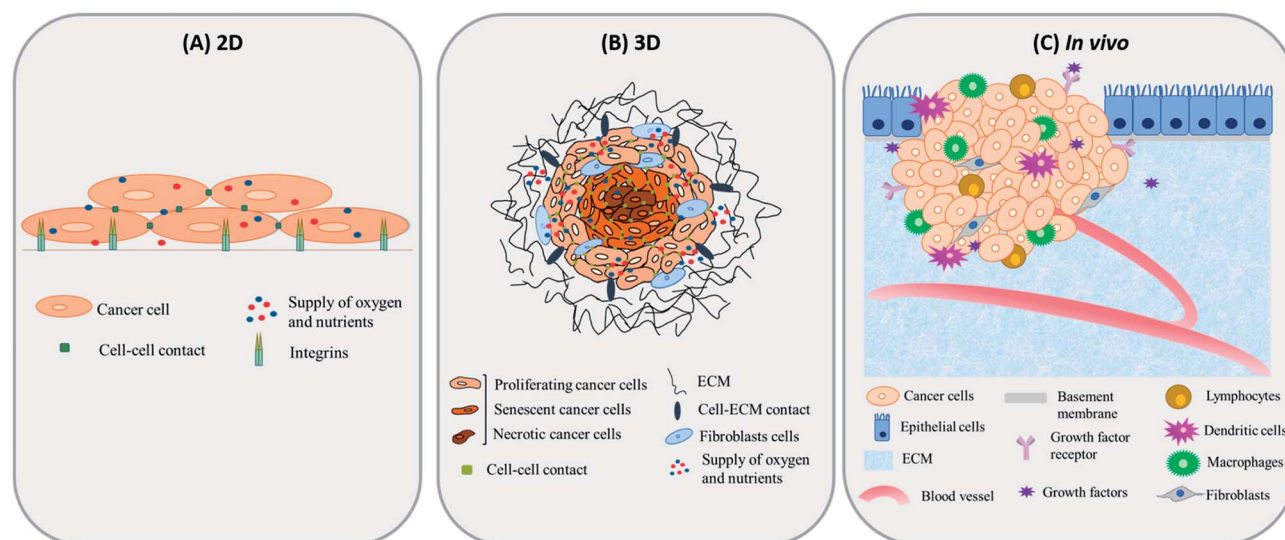 (A) 2D
Cancer cell
Supply of oxygen
and nutrients
Cell-cell contact
Integrins
(B) 3D
Proliferating cancer cells
Senescent cancer cells
Necrotic cancer cells
Cell-cell contact
ECM
Cell-ECM contact
Fibroblasts cells
Supply of oxygen
and nutrients
(C) In vivo
Cancer cells
Epithelial cells
ECM
Blood vessel
Basement
membrane
Growth factor
receptor
Growth factors
Lymphocytes
Dendritic cells
Macrophages
Fibroblasts